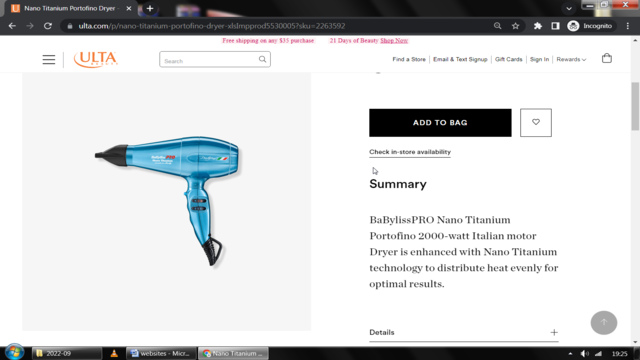 Nano Titanium Portofino Dryer -
ulta.com/p/nano-titanium-portofino-dryer-xlsImpprod5530005?sku=2263592
Incognito
Free shipping on any $35 purchase 21 Days of Beauty Shop Now
ULTA
BEAUTY
Search
Find a Store
Email & Text Signup
Gift Cards
Sign In
Rewards
ADD TO BAG
Check in-store availability
Summary
BaBylissPRO Nano Titanium
Portofino 2000-watt Italian motor
Dryer is enhanced with Nano Titanium
technology to distribute heat evenly for
optimal results.
Details
2022-09
websites - Micr...
Nano Titanium ...
19:25